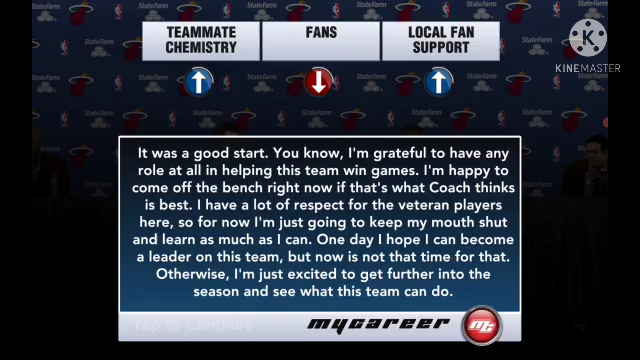 KINEMASTER
TEAMMATE
CHEMISTRY
FANS
LOCAL FAN
SUPPORT
It was a good start. You know, I'm grateful to have any
role at all in helping this team win games. I'm happy to
come off the bench right now if that's what Coach thinks
is best. I have a lot of respect for the veteran players
here, so for now I'm just going to keep my mouth shut
and learn as much as I can. One day I hope I can become
a leader on this team, but now is not that time for that.
Otherwise, I'm just excited to get further into the
season and see what this team can do.
Tap to Continue
mycareer
MC
StateFarm